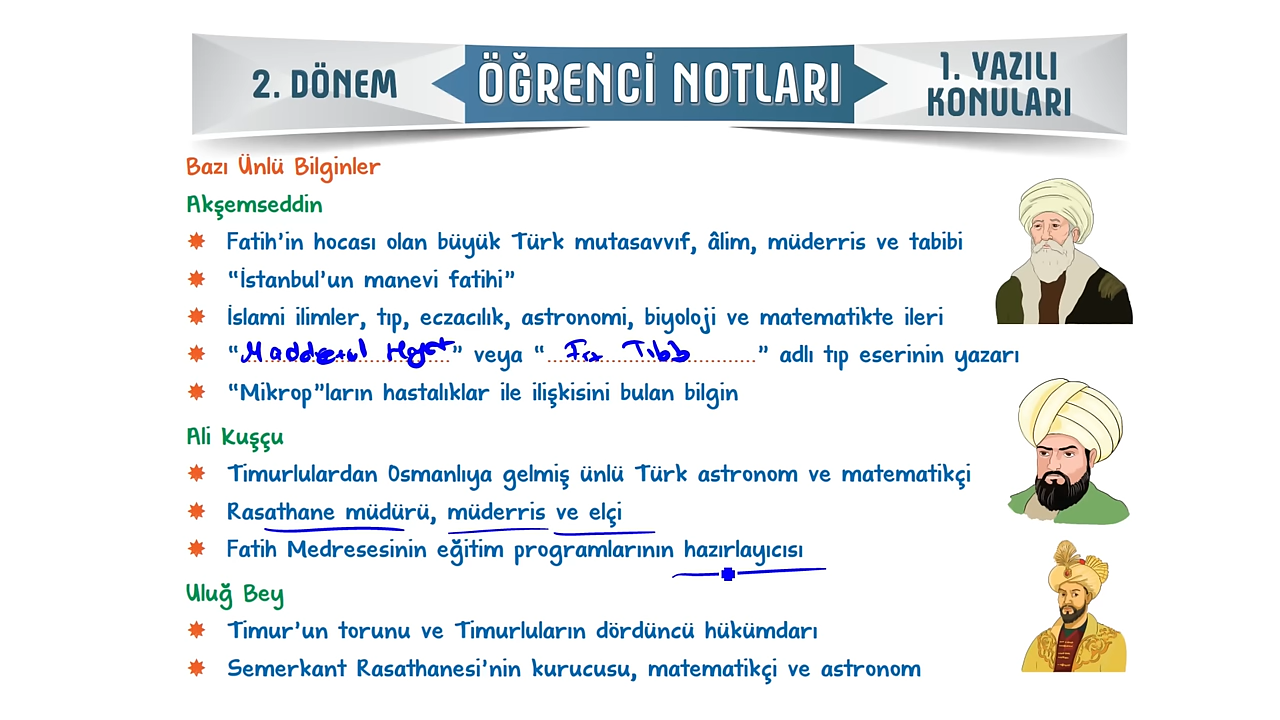 2. DÖNEM
ÖĞRENCİ NOTLARI
1. YAZILI
KONULARI
Bazı Ünlü Bilginler
Akşemseddin
Fatih'in hocası olan büyük Türk mutasavvıf, âlim, müderris ve tabibi
"İstanbul'un manevi fatihi"
İslami ilimler, tıp, eczacılık, astronomi, biyoloji ve matematikte ileri
"Maddetul Hayat" veya "Fit Tıbb" adlı tıp eserinin yazarı
"Mikrop"ların hastalıklar ile ilişkisini bulan bilgin
Ali Kuşçu
Timurlulardan Osmanlıya gelmiş ünlü Türk astronom ve matematikçi
Rasathane müdürü, müderris ve elçi
Fatih Medresesinin eğitim programlarının hazırlayıcısı
Uluğ Bey
Timur'un torunu ve Timurluların dördüncü hükümdarı
Semerkant Rasathanesi'nin kurucusu, matematikçi ve astronom